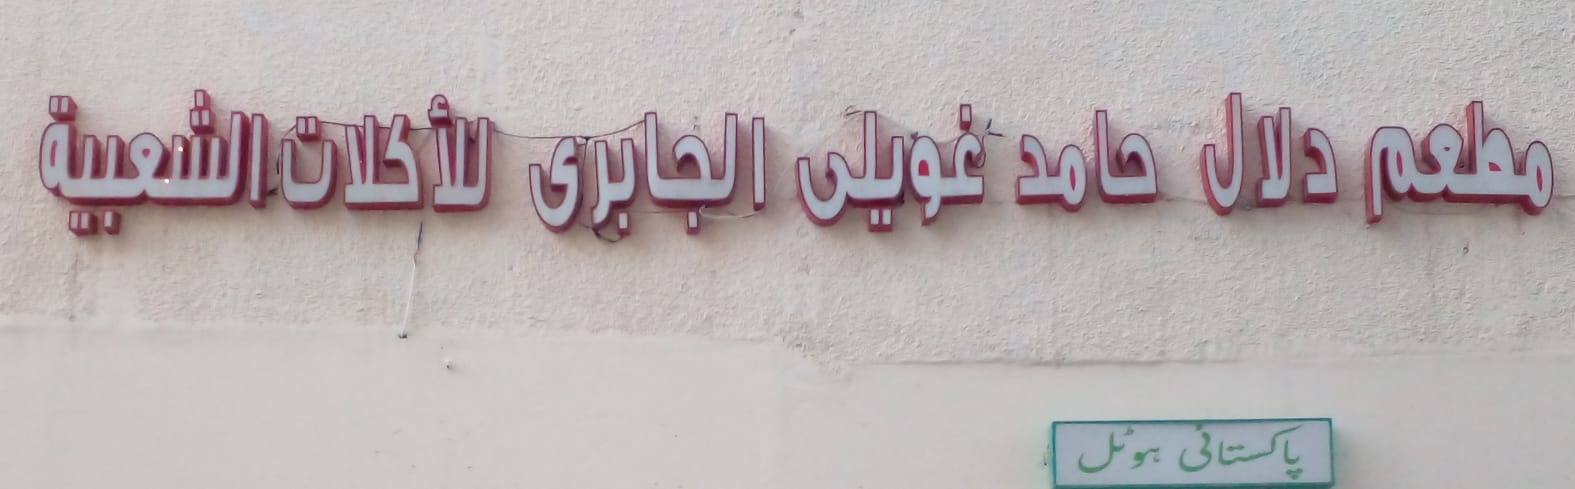 مطعم دلال حامد غويلى الجابرى للأكلات الشعبية
پاکستانی ہوٹل